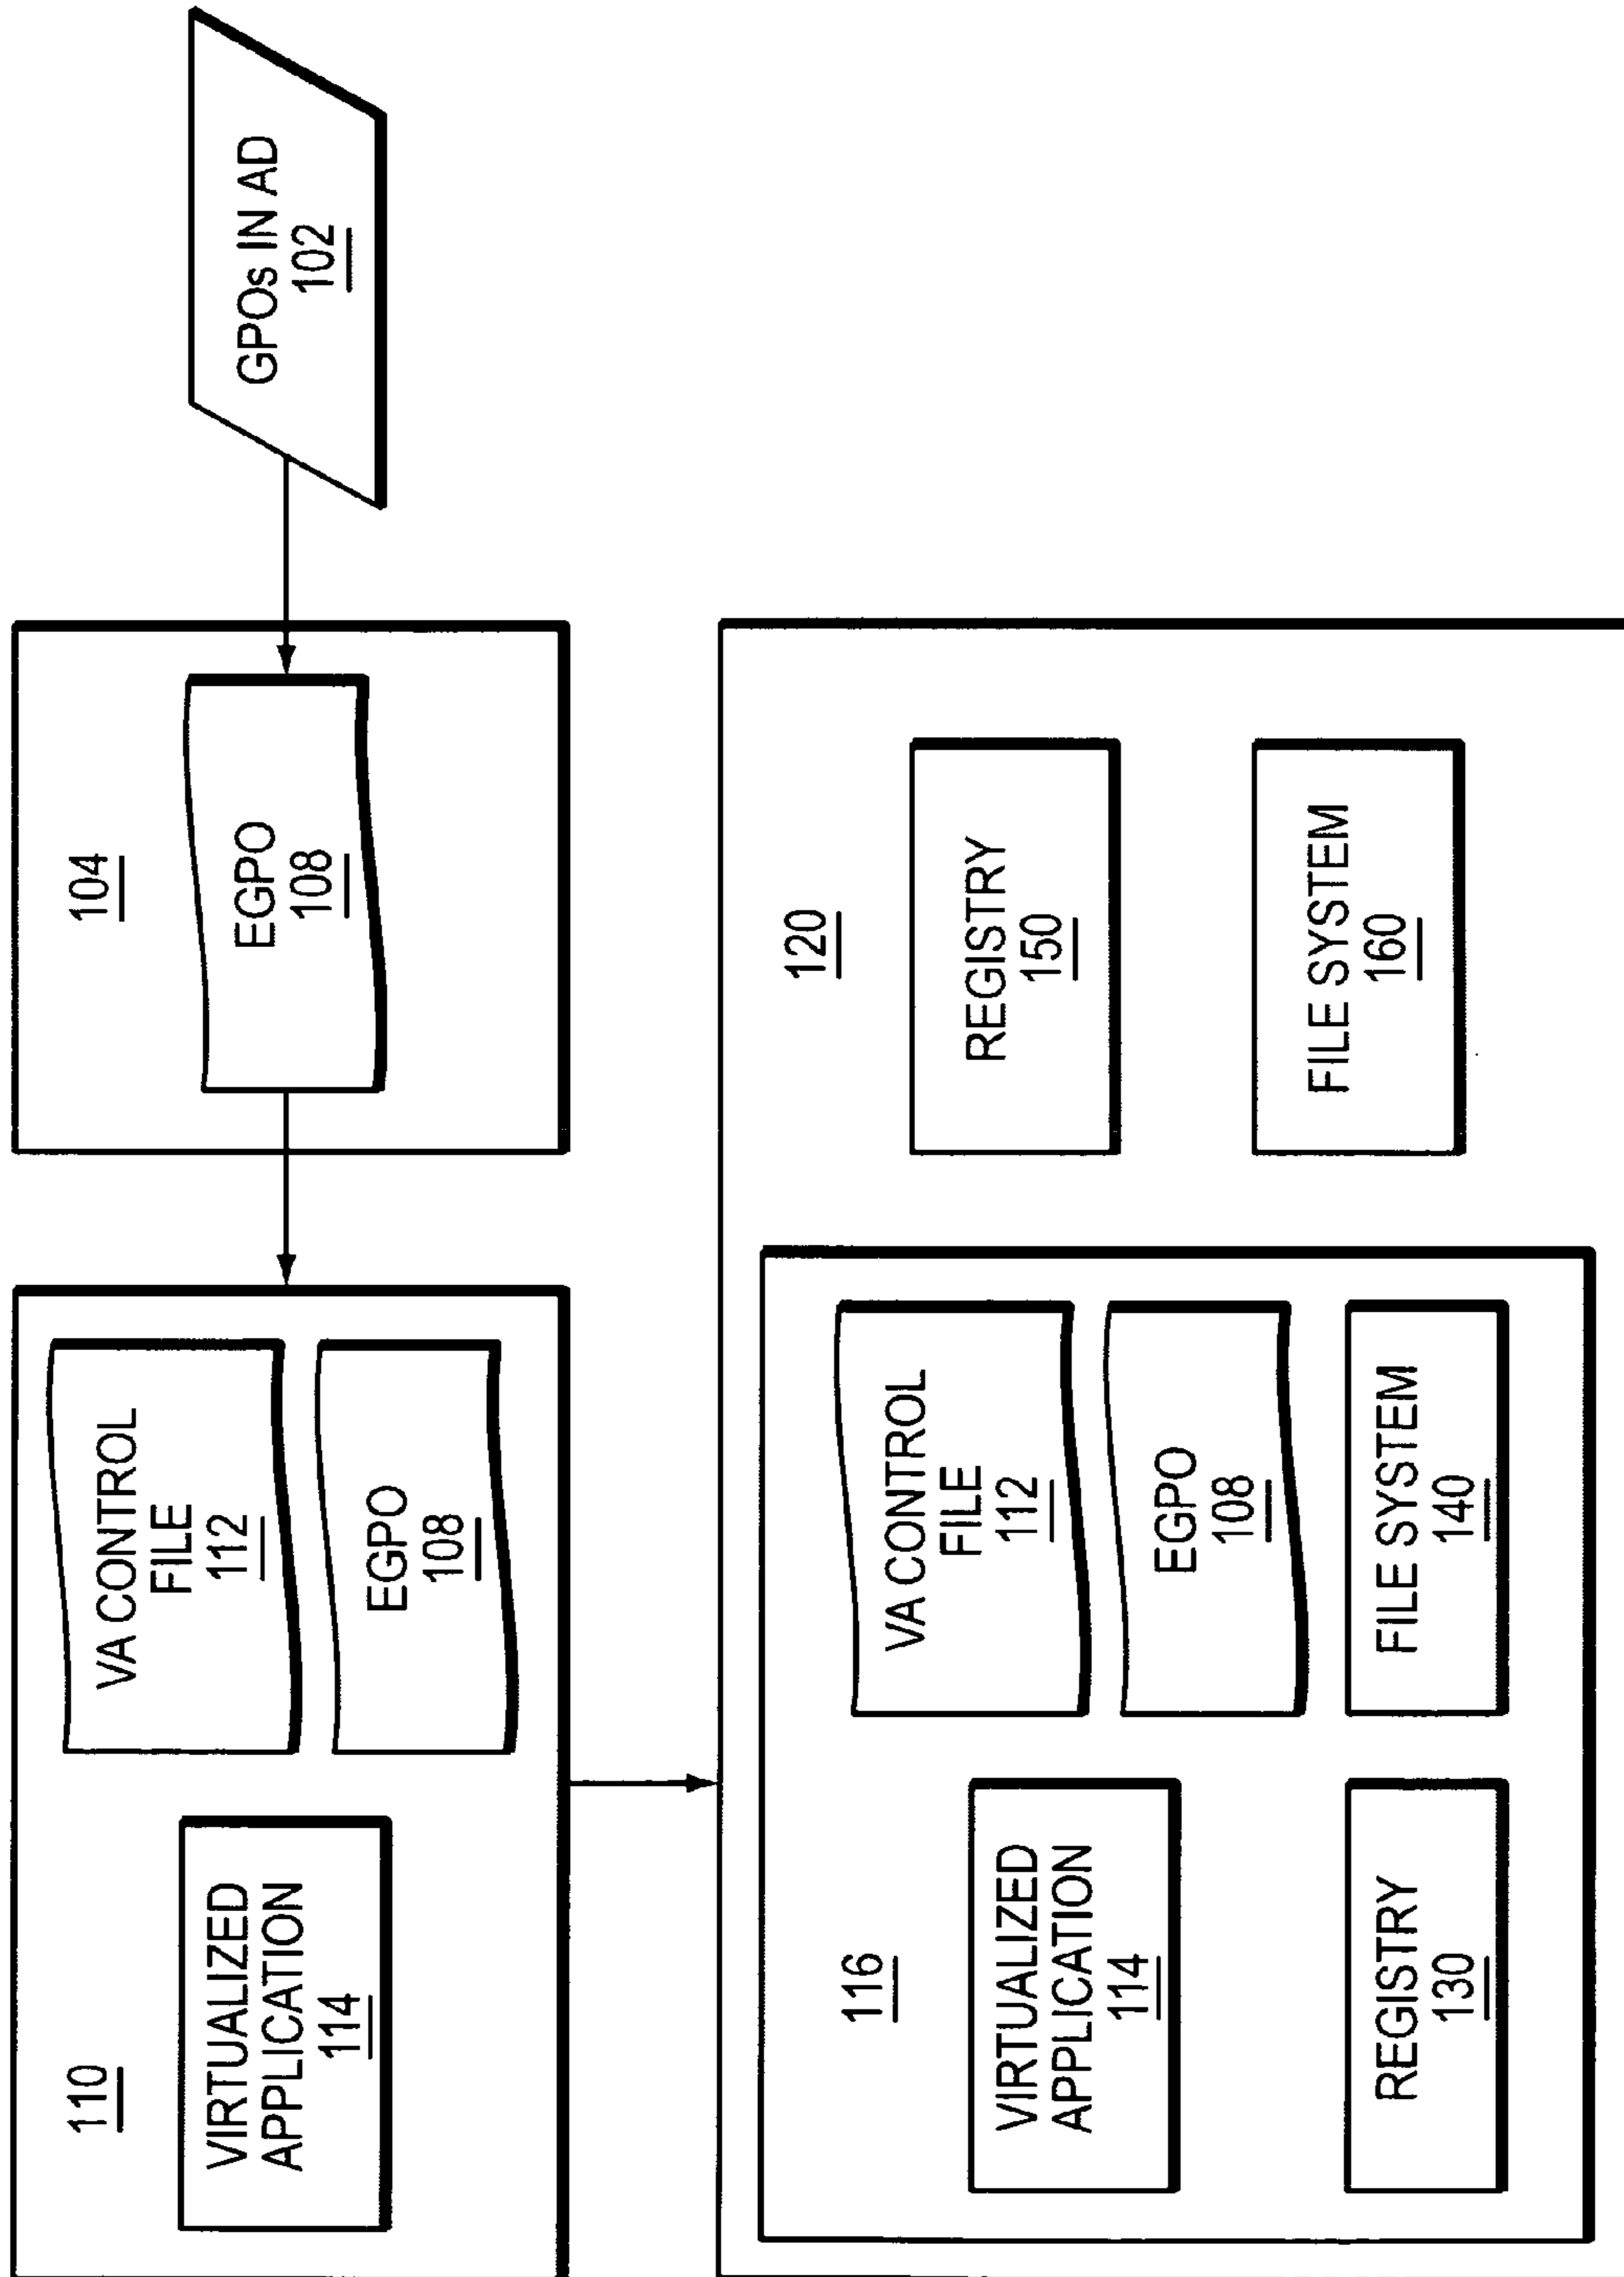 110
VIRTUALIZED
APPLICATION
114
VA CONTROL
FILE
112
EGPO
108
104
EGPO
108
GPOs IN AD
102
116
VIRTUALIZED
APPLICATION
114
REGISTRY
130
VA CONTROL
FILE
112
EGPO
108
FILE SYSTEM
140
120
REGISTRY
150
FILE SYSTEM
160